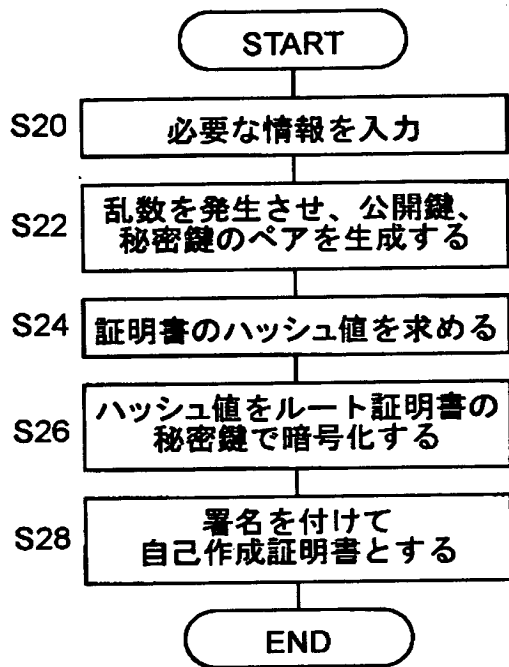 START
S20
必要な情報を入力
S22
乱数を発生させ、公開鍵、
秘密鍵のペアを生成する
S24
証明書のハッシュ値を求める
S26
ハッシュ値をルート証明書の
秘密鍵で暗号化する
S28
署名を付けて
自己作成証明書とする
END